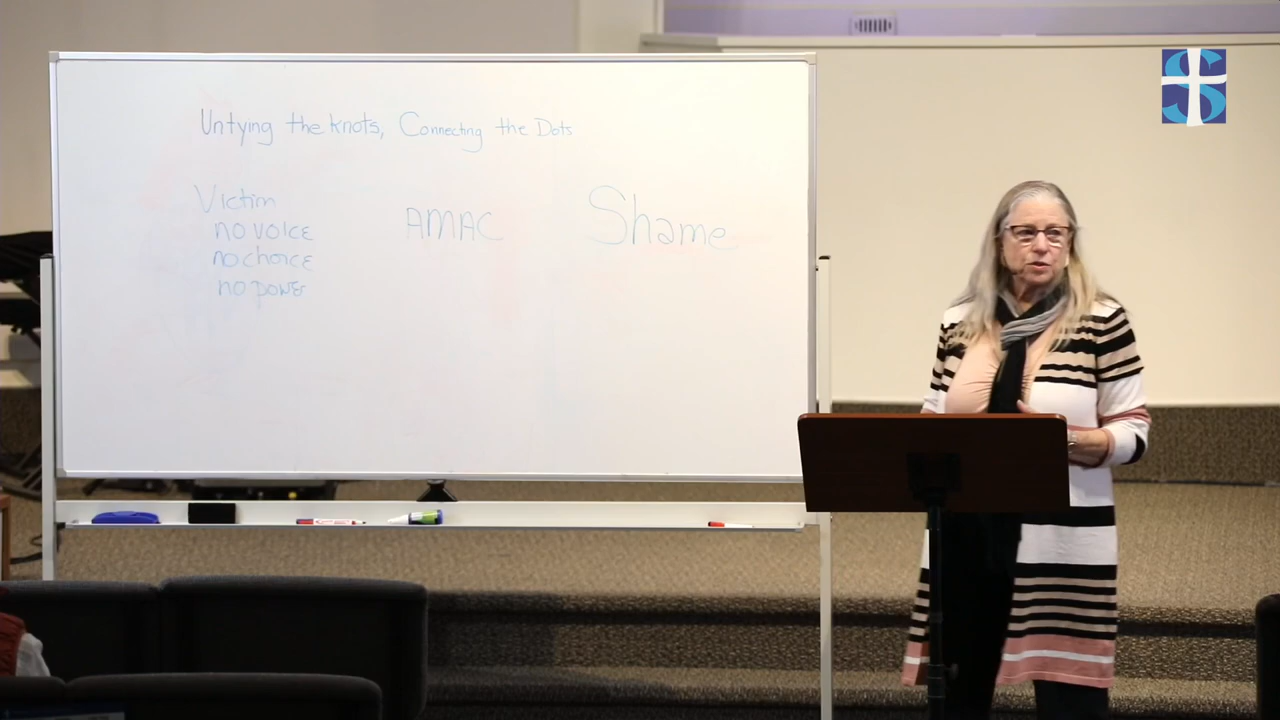 Untying the Knots, Connecting the Dots
Victim
no voice
no choice
no power
AMAC
Shame